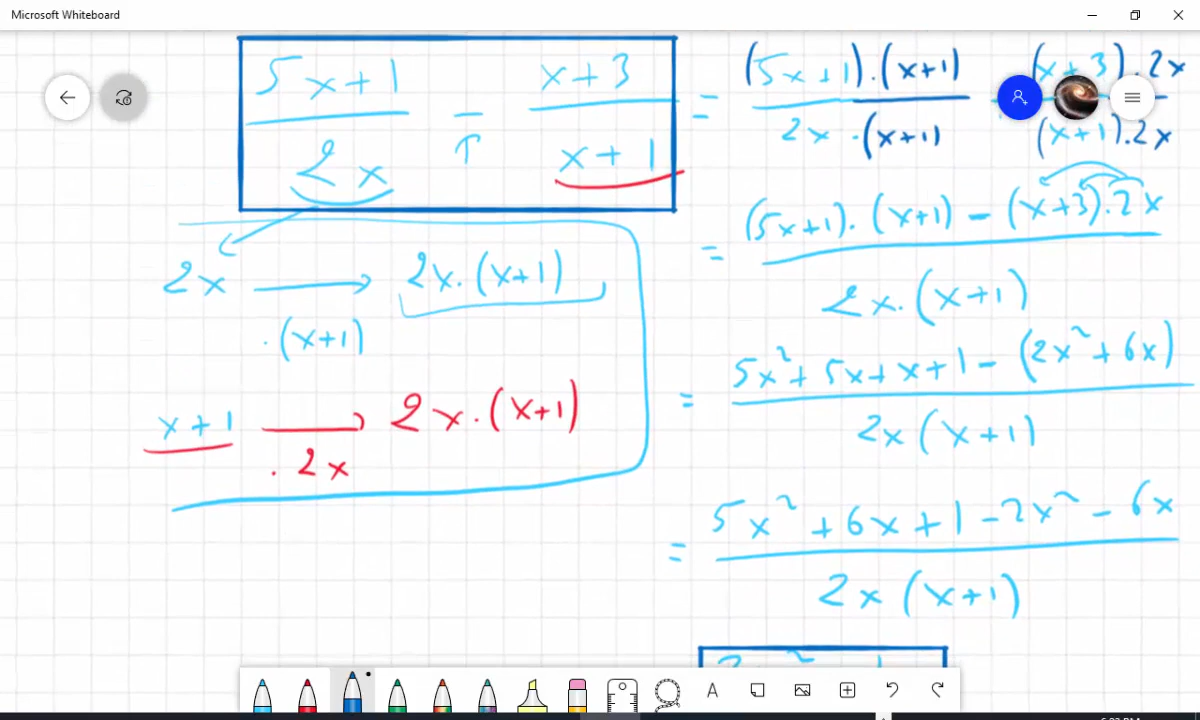 Microsoft Whiteboard
(5x+1)/(2x) - (x+3)/(x+1) = ((5x+1).(x+1))/(2x.(x+1)) - ((x+3).2x)/((x+1).2x)
= ((5x+1).(x+1) - (x+3).2x)/(2x.(x+1))
2x → 2x.(x+1)
.(x+1)
= (5x²+5x+x+1-(2x²+6x))/(2x(x+1))
x+1 → 2x.(x+1)
.2x
= (5x²+6x+1-2x²-6x)/(2x(x+1))